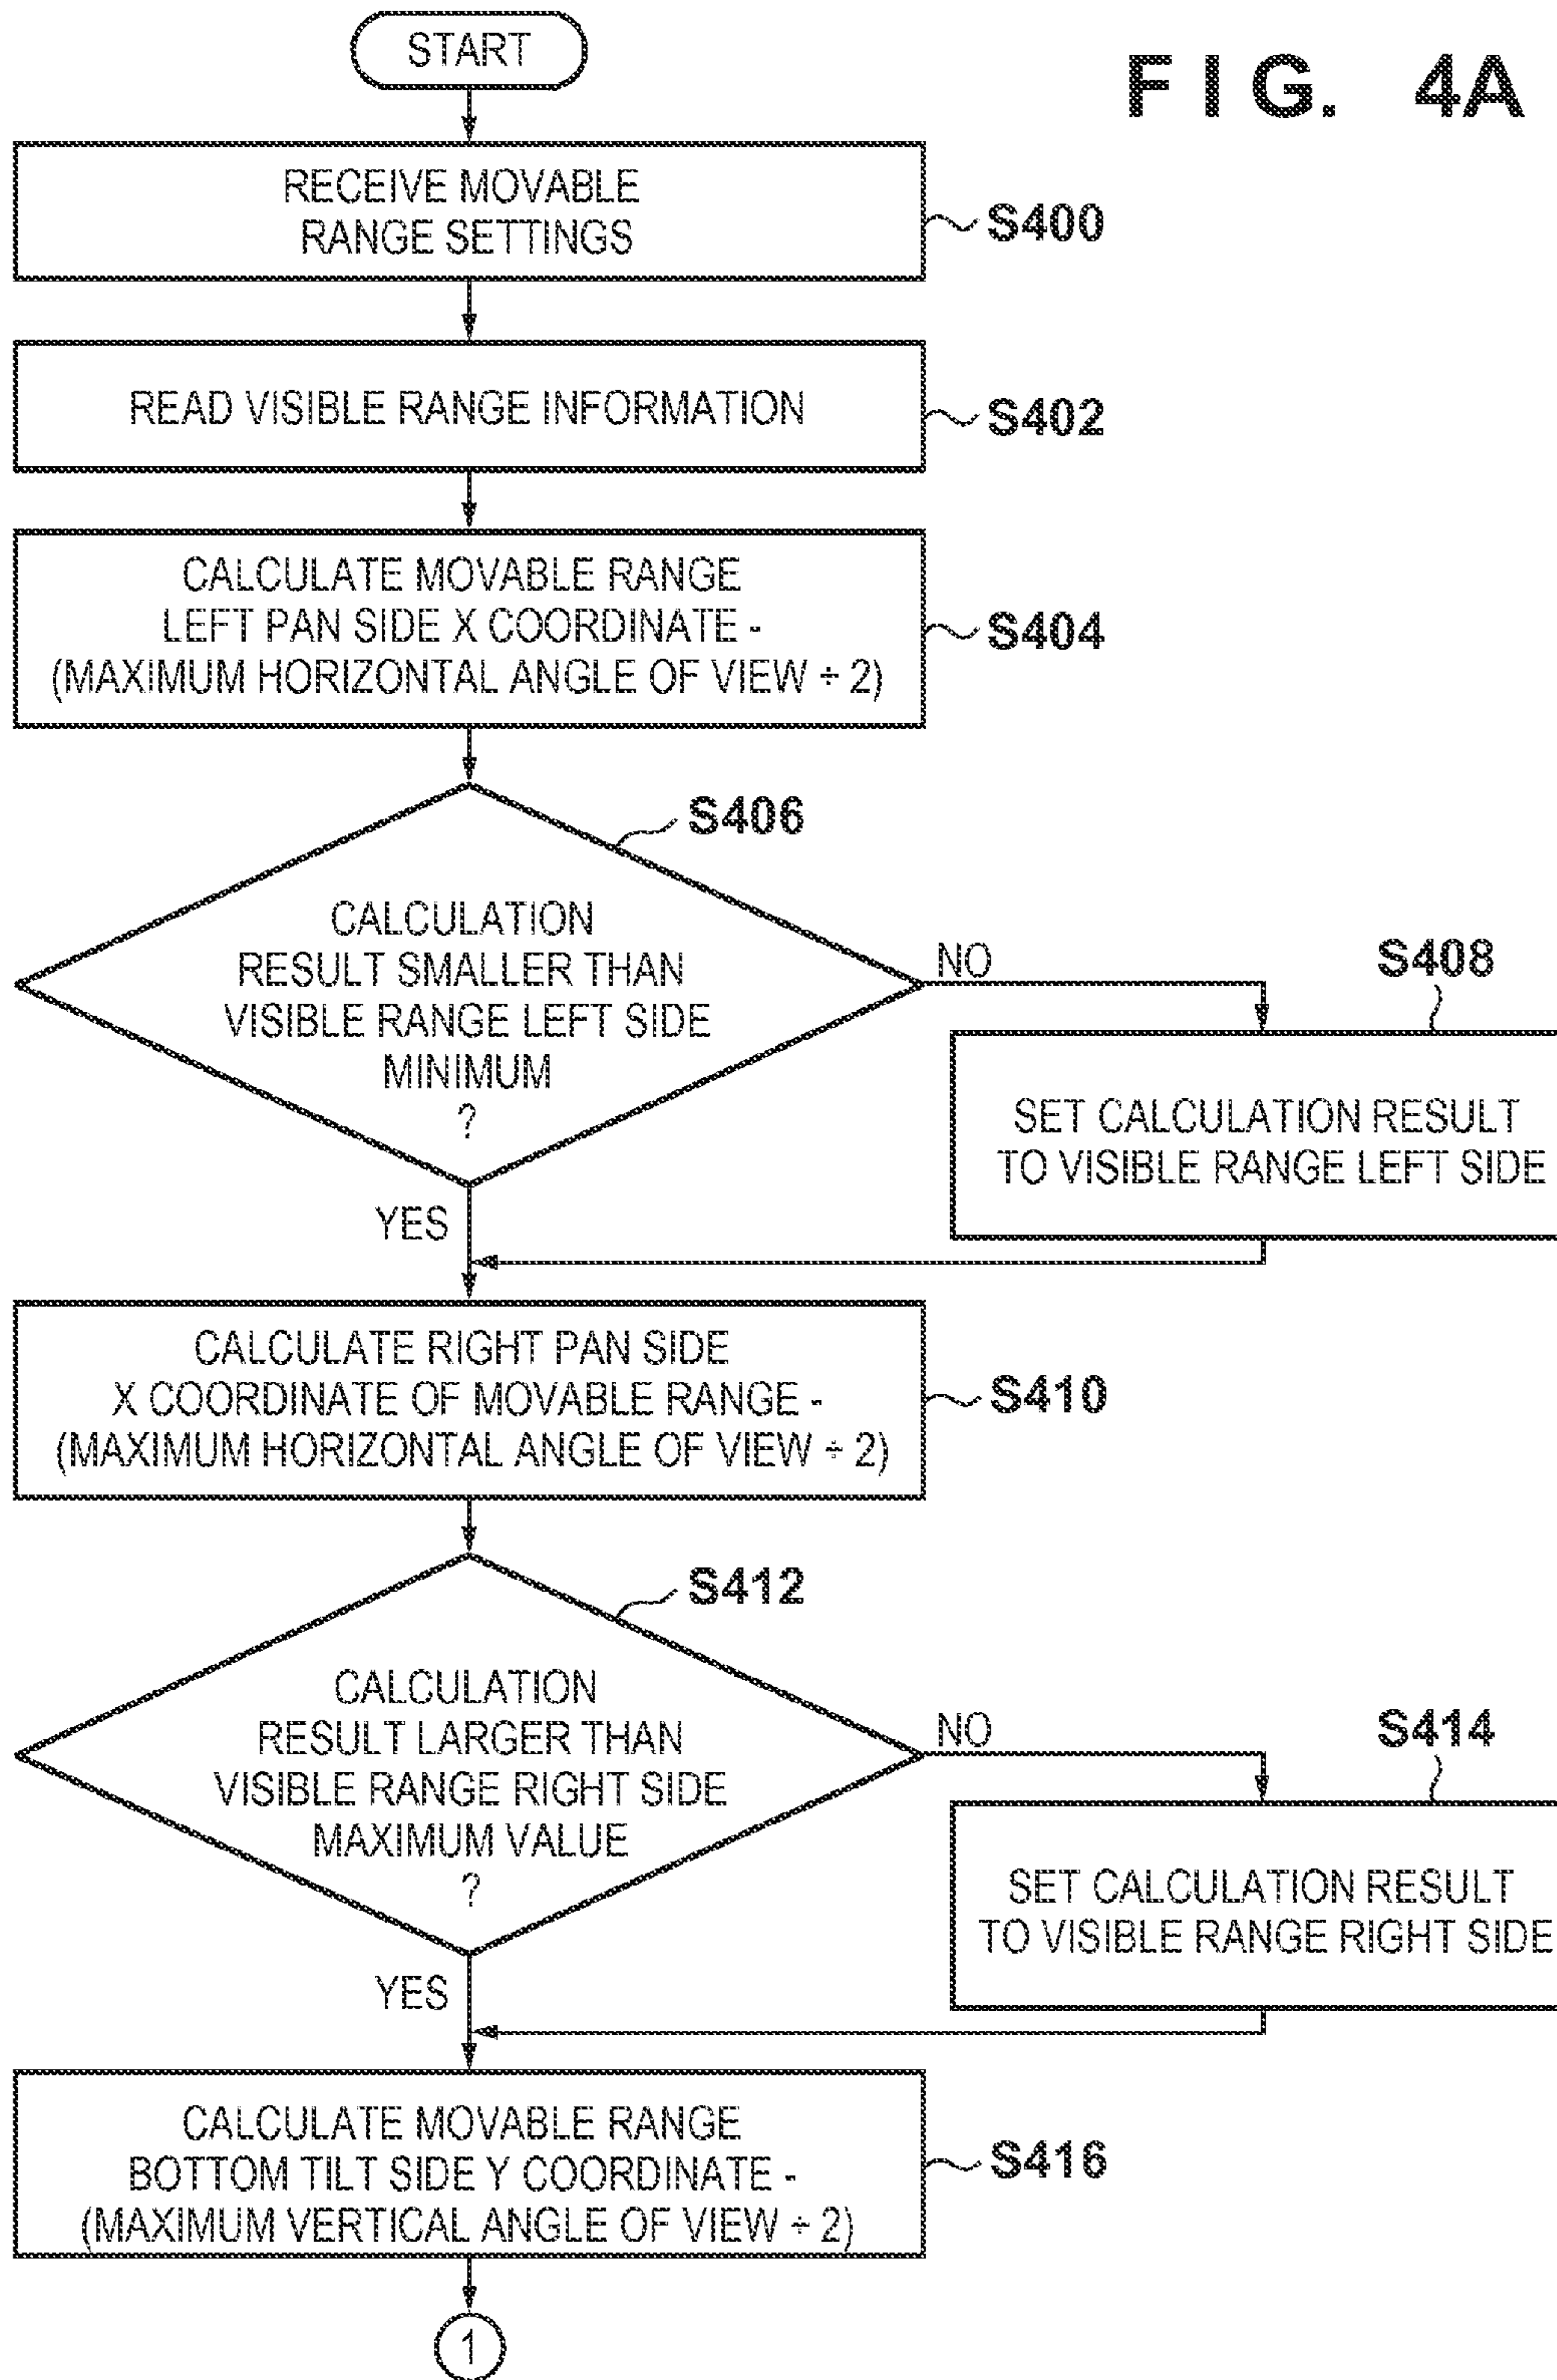 START
FIG. 4A
RECEIVE MOVABLE
RANGE SETTINGS
S400
READ VISIBLE RANGE INFORMATION
S402
CALCULATE MOVABLE RANGE
LEFT PAN SIDE X COORDINATE -
(MAXIMUM HORIZONTAL ANGLE OF VIEW ÷ 2)
S404
S406
CALCULATION
RESULT SMALLER THAN
VISIBLE RANGE LEFT SIDE
MINIMUM
?
NO
S408
SET CALCULATION RESULT
TO VISIBLE RANGE LEFT SIDE
YES
CALCULATE RIGHT PAN SIDE
X COORDINATE OF MOVABLE RANGE -
(MAXIMUM HORIZONTAL ANGLE OF VIEW ÷ 2)
S410
S412
CALCULATION
RESULT LARGER THAN
VISIBLE RANGE RIGHT SIDE
MAXIMUM VALUE
?
NO
S414
SET CALCULATION RESULT
TO VISIBLE RANGE RIGHT SIDE
YES
CALCULATE MOVABLE RANGE
BOTTOM TILT SIDE Y COORDINATE -
(MAXIMUM VERTICAL ANGLE OF VIEW ÷ 2)
S416
1